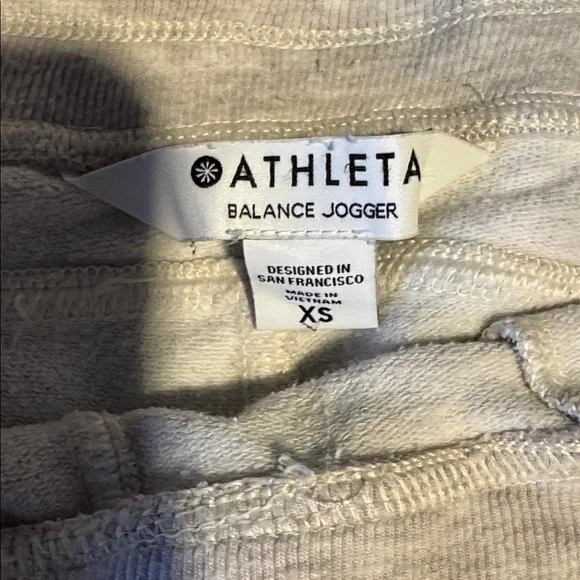 ATHLETA
BALANCE JOGGER
DESIGNED IN
SAN FRANCISCO
MADE IN
VIETNAM
XS